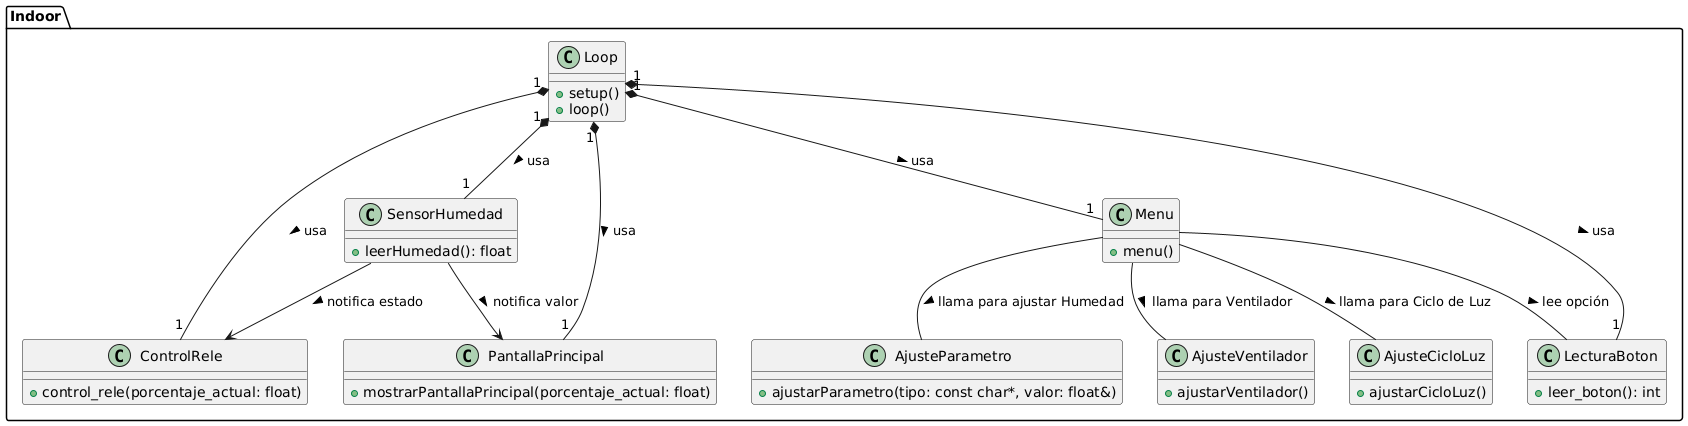 Indoor
C Loop
setup()
loop()
1
1
1
1
1
usa
usa
usa
usa
usa
1
1
1
1
1
C SensorHumedad
leerHumedad(): float
C Menu
menu()
notifica estado
notifica valor
llama para ajustar Humedad
llama para Ventilador
llama para Ciclo de Luz
lee opción
C ControlRele
control_rele(porcentaje_actual: float)
C PantallaPrincipal
mostrarPantallaPrincipal(porcentaje_actual: float)
C AjusteParametro
ajustarParametro(tipo: const char*, valor: float&)
C AjusteVentilador
ajustarVentilador()
C AjusteCicloLuz
ajustarCicloLuz()
C LecturaBoton
leer_boton(): int